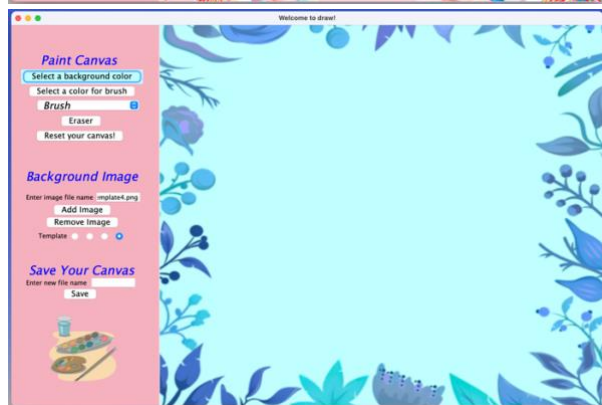 Welcome to draw!
Paint Canvas
Select a background color
Select a color for brush
Brush
Eraser
Reset your canvas!
Background Image
Enter image file name mplate4.png
Add Image
Remove Image
Template
Save Your Canvas
Enter new file name
Save